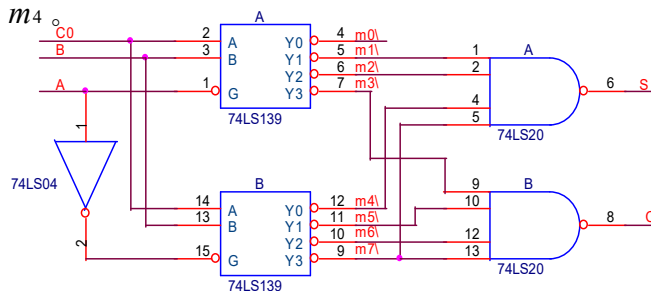 m4 。
C0
B
A
1
2
74LS04
A
2 A Y0 4 m0\
3 B Y1 5 m1\
Y2 6 m2\
1 G Y3 7 m3\
74LS139
B
14 A Y0 12 m4\
13 B Y1 11 m5\
Y2 10 m6\
15 G Y3 9 m7\
74LS139
A
1
2
4
5
6 S
74LS20
B
9
10
12
13
8 C
74LS20